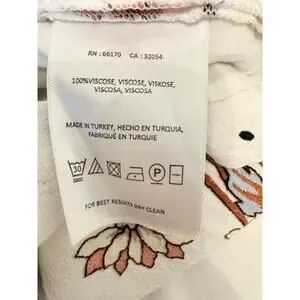 RN : 66170 CA : 32054
100%VISCOSE, VISCOSE, VISKOSE,
VISCOSA, VISCOSA
MADE IN TURKEY, HECHO EN TURQUIA,
FABRIQUÉ EN TURQUIE
30 P
FOR BEST RESULTS DRY CLEAN